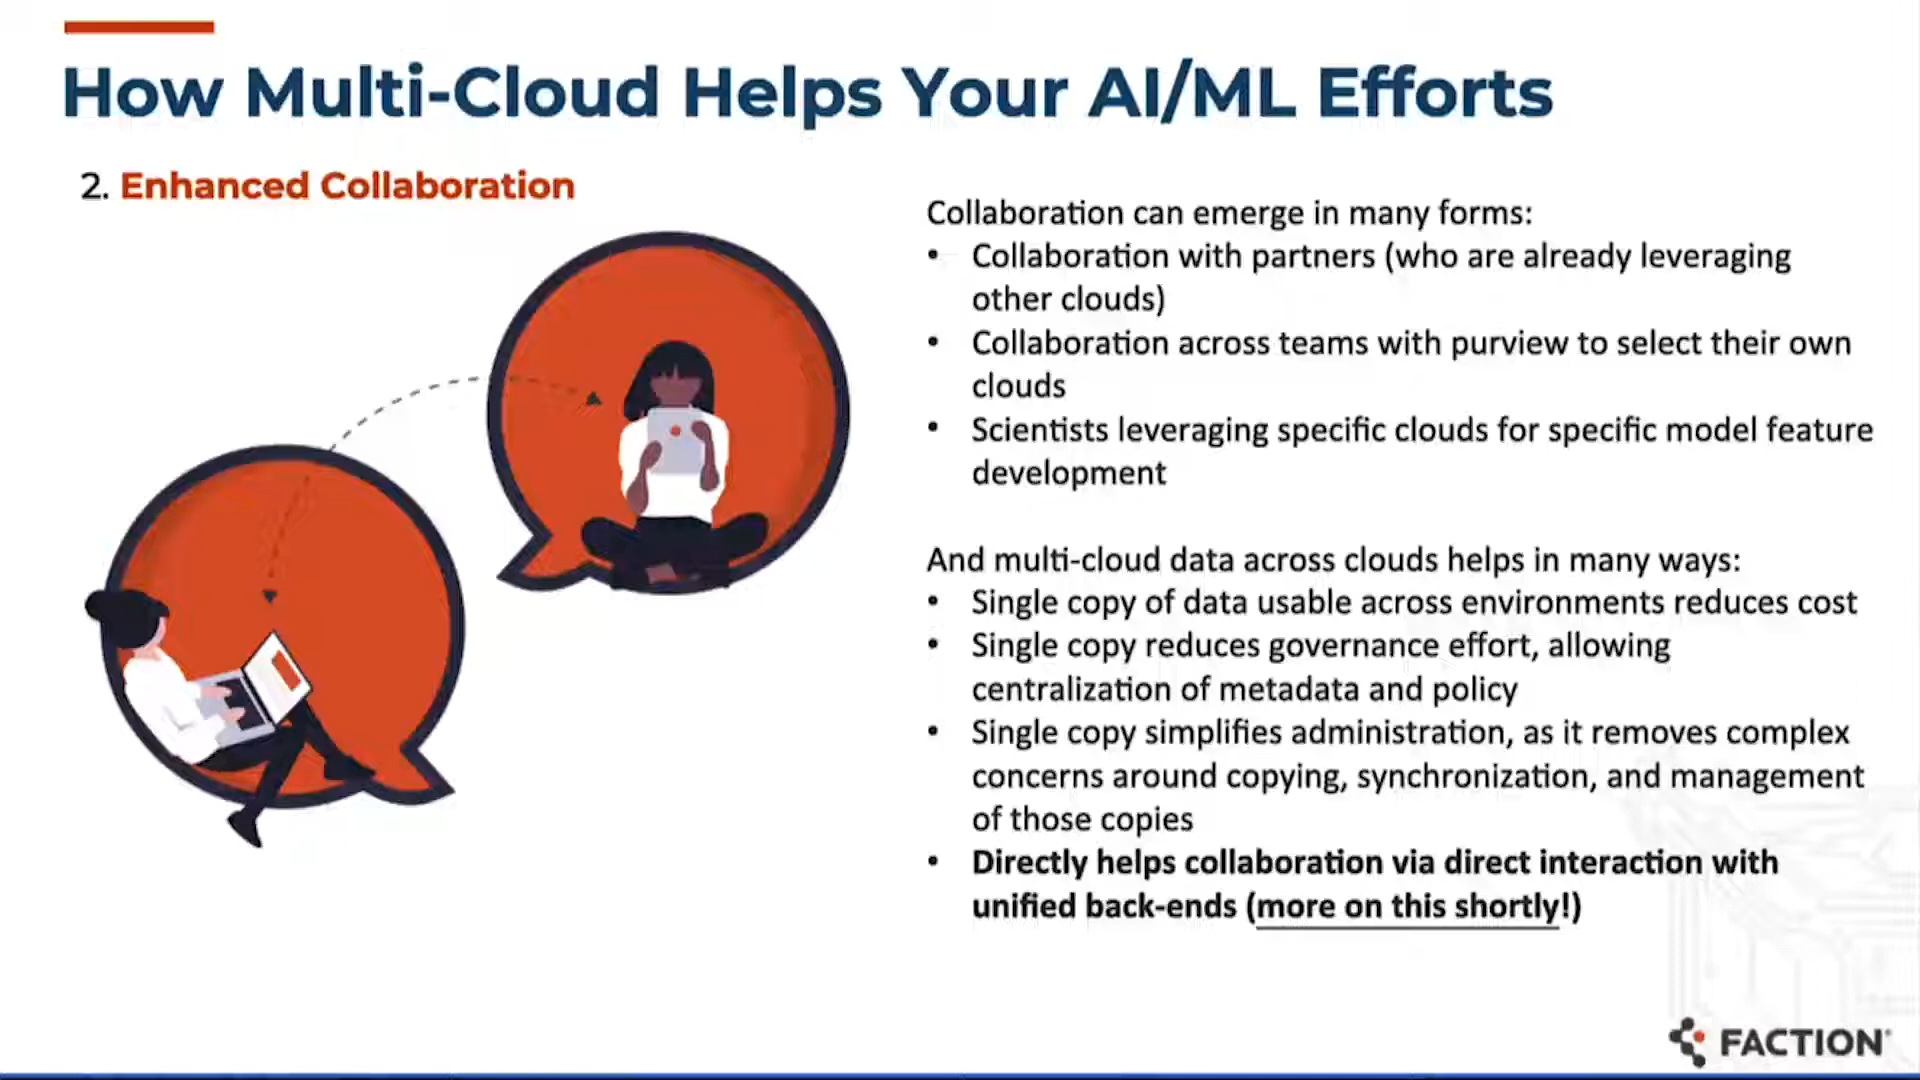 How Multi-Cloud Helps Your AI/ML Efforts
2. Enhanced Collaboration
Collaboration can emerge in many forms:
• Collaboration with partners (who are already leveraging
other clouds)
• Collaboration across teams with purview to select their own
clouds
• Scientists leveraging specific clouds for specific model feature
development
And multi-cloud data across clouds helps in many ways:
• Single copy of data usable across environments reduces cost
• Single copy reduces governance effort, allowing
centralization of metadata and policy
• Single copy simplifies administration, as it removes complex
concerns around copying, synchronization, and management
of those copies
• Directly helps collaboration via direct interaction with
unified back-ends (more on this shortly!)
FACTION